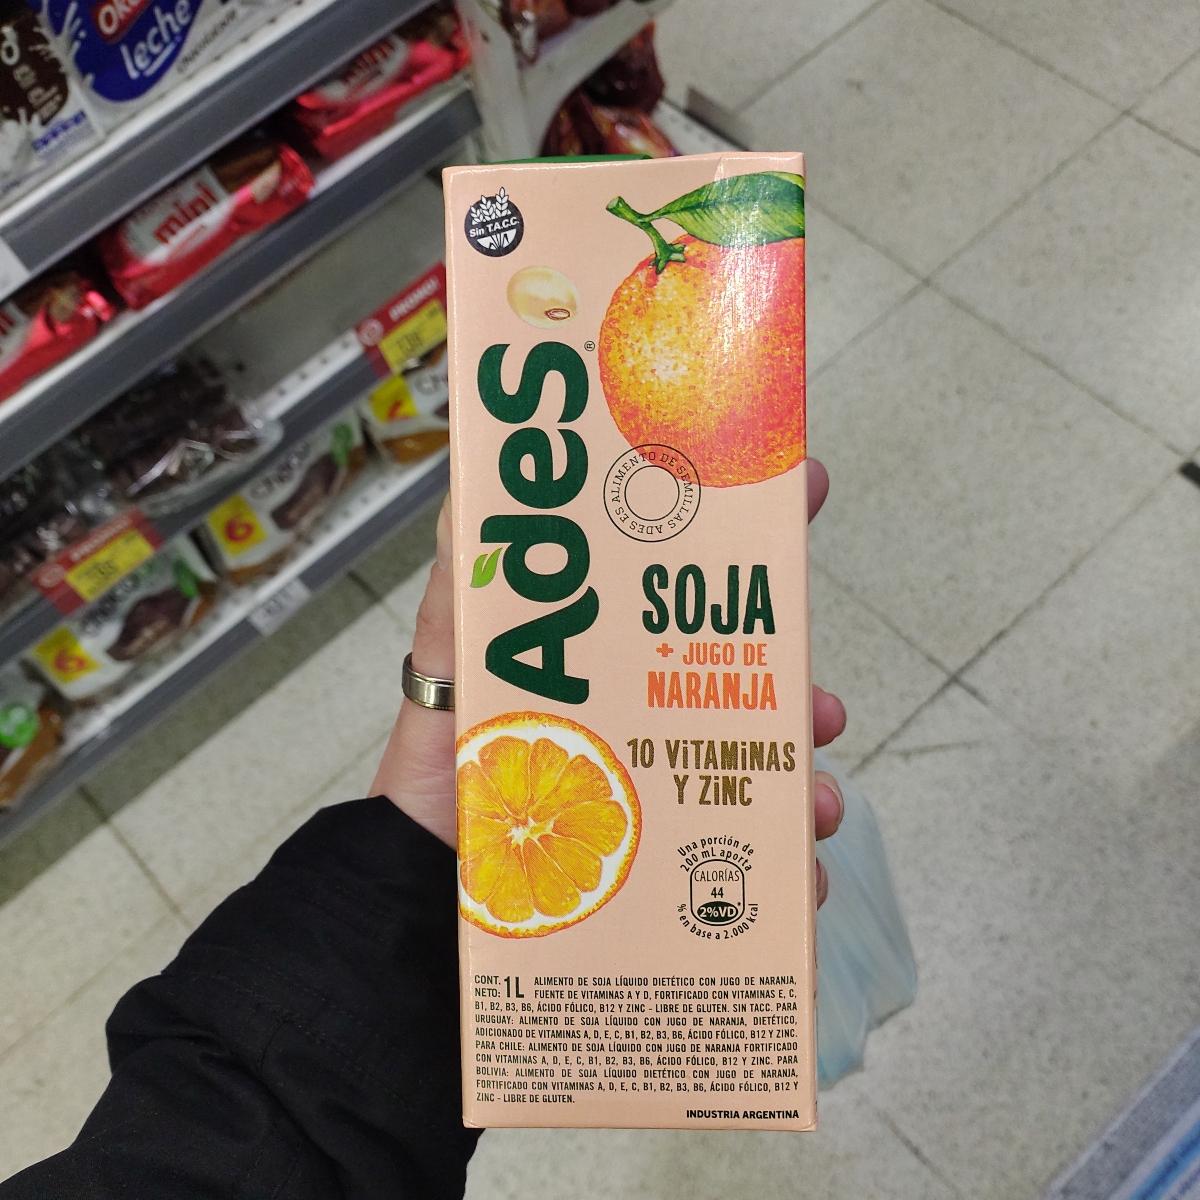 leche
mini
6
6
Sin T.A.C.C.
AdeS®
ADES ES ALIMENTO DE SEMILLAS
SOJA
+ JUGO DE
NARANJA
10 VITAMINAS
Y ZINC
Una porción de
200 mL aporta
CALORÍAS
44
2%VD*
% en base a 2.000 kcal
CONT. NETO: 1L
ALIMENTO DE SOJA LÍQUIDO DIETÉTICO CON JUGO DE NARANJA,
FUENTE DE VITAMINAS A Y D, FORTIFICADO CON VITAMINAS E, C,
B1, B2, B3, B6, ÁCIDO FÓLICO, B12 Y ZINC - LIBRE DE GLUTEN. SIN TACC. PARA
URUGUAY: ALIMENTO DE SOJA LÍQUIDO CON JUGO DE NARANJA, DIETÉTICO,
ADICIONADO DE VITAMINAS A, D, E, C, B1, B2, B3, B6, ÁCIDO FÓLICO, B12 Y ZINC.
PARA CHILE: ALIMENTO DE SOJA LÍQUIDO CON JUGO DE NARANJA FORTIFICADO
CON VITAMINAS A, D, E, C, B1, B2, B3, B6, ÁCIDO FÓLICO, B12 Y ZINC. PARA
BOLIVIA: ALIMENTO DE SOJA LÍQUIDO DIETÉTICO CON JUGO DE NARANJA,
FORTIFICADO CON VITAMINAS A, D, E, C, B1, B2, B3, B6, ÁCIDO FÓLICO, B12 Y
ZINC - LIBRE DE GLUTEN.
INDUSTRIA ARGENTINA